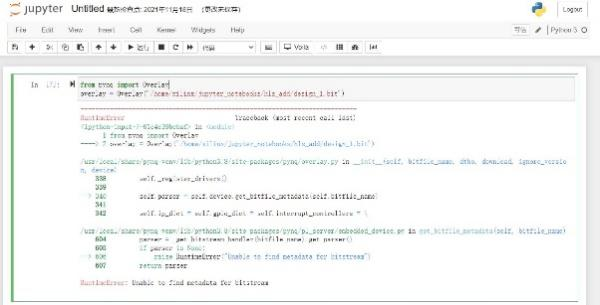 jupyter Untitled 最后检查点: 2021年11月18日 (更改未保存)
Logout
File Edit View Insert Cell Kernel Widgets Help
可信 Python 3
运行 代码 Voila
In [7]: from pynq import Overlay
overlay = Overlay("/home/xilinx/jupyter_notebooks/hls_add/design_1.bit")
RuntimeError Traceback (most recent call last)
in <module>
1 from pynq import Overlay
----> 2 overlay = Overlay("/home/xilinx/jupyter_notebooks/hls_add/design_1.bit")
/usr/local/share/pynq-venv/lib/python3.8/site-packages/pynq/overlay.py in __init__(self, bitfile_name, dtbo, download, ignore_versio
n, device)
338 self._register_drivers()
339
--> 340 self.parser = self.device.get_bitfile_metadata(self.bitfile_name)
341
342 self.ip_dict = self.gpio_dict = self.interrupt_controllers = \
/usr/local/share/pynq-venv/lib/python3.8/site-packages/pynq/pl_server/embedded_device.py in get_bitfile_metadata(self, bitfile_name)
604 parser = _get_bitstream_handler(bitfile_name).get_parser()
605 if parser is None:
--> 606 raise RuntimeError("Unable to find metadata for bitstream")
607 return parser
RuntimeError: Unable to find metadata for bitstream